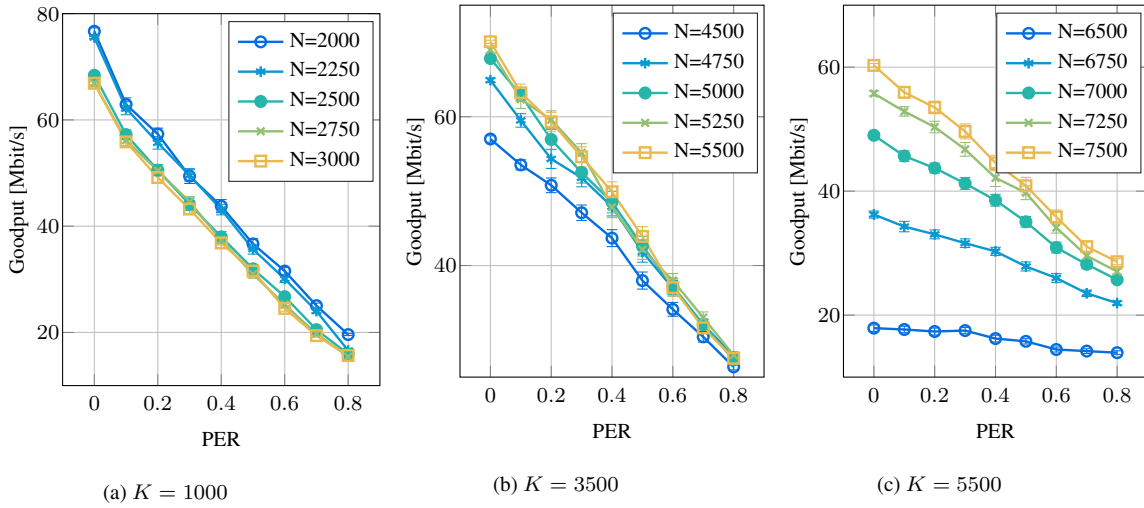 80
60
40
20
0
0.2
0.4
0.6
0.8
Goodput [Mbit/s]
PER
N=2000
N=2250
N=2500
N=2750
N=3000
(a) K = 1000
60
40
0
0.2
0.4
0.6
0.8
Goodput [Mbit/s]
PER
N=4500
N=4750
N=5000
N=5250
N=5500
(b) K = 3500
60
40
20
0
0.2
0.4
0.6
0.8
Goodput [Mbit/s]
PER
N=6500
N=6750
N=7000
N=7250
N=7500
(c) K = 5500